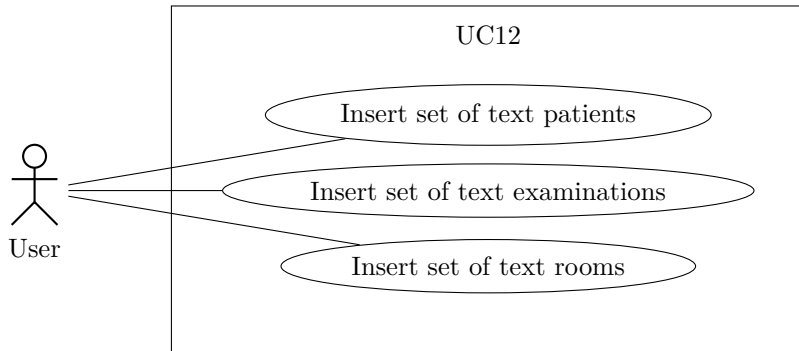 UC12
Insert set of text patients
Insert set of text examinations
User
Insert set of text rooms